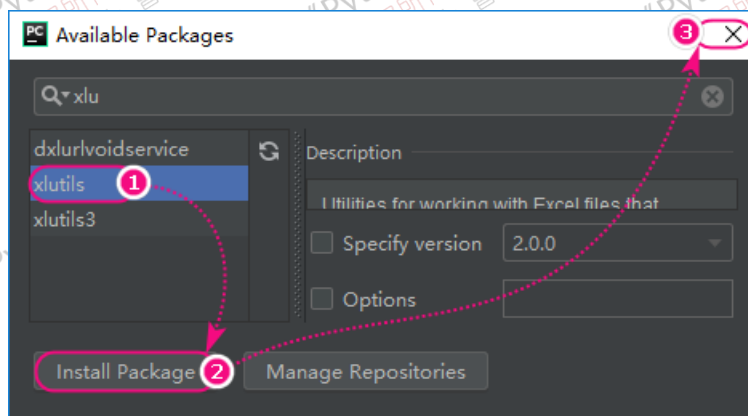 PC Available Packages
3
xlu
dxlurlvoidservice
Description
xlutils
1
Utilities for working with Excel files that
xlutils3
Specify version
2.0.0
Options
Install Package
2
Manage Repositories